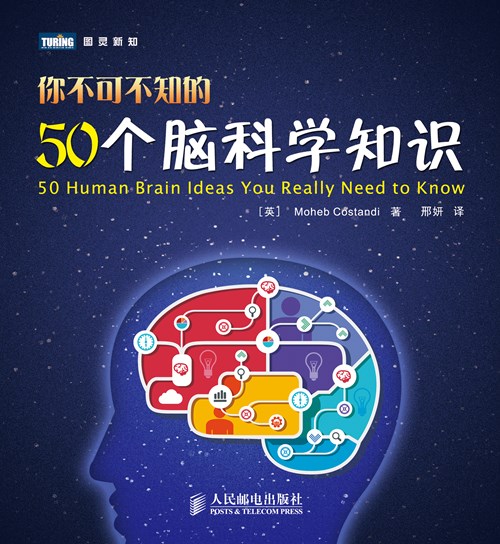 TURING 图灵新知
你不可不知的
50个脑科学知识
50 Human Brain Ideas You Really Need to Know
[英] Moheb Costandi 著 邢妍 译
人民邮电出版社
POSTS & TELECOM PRESS